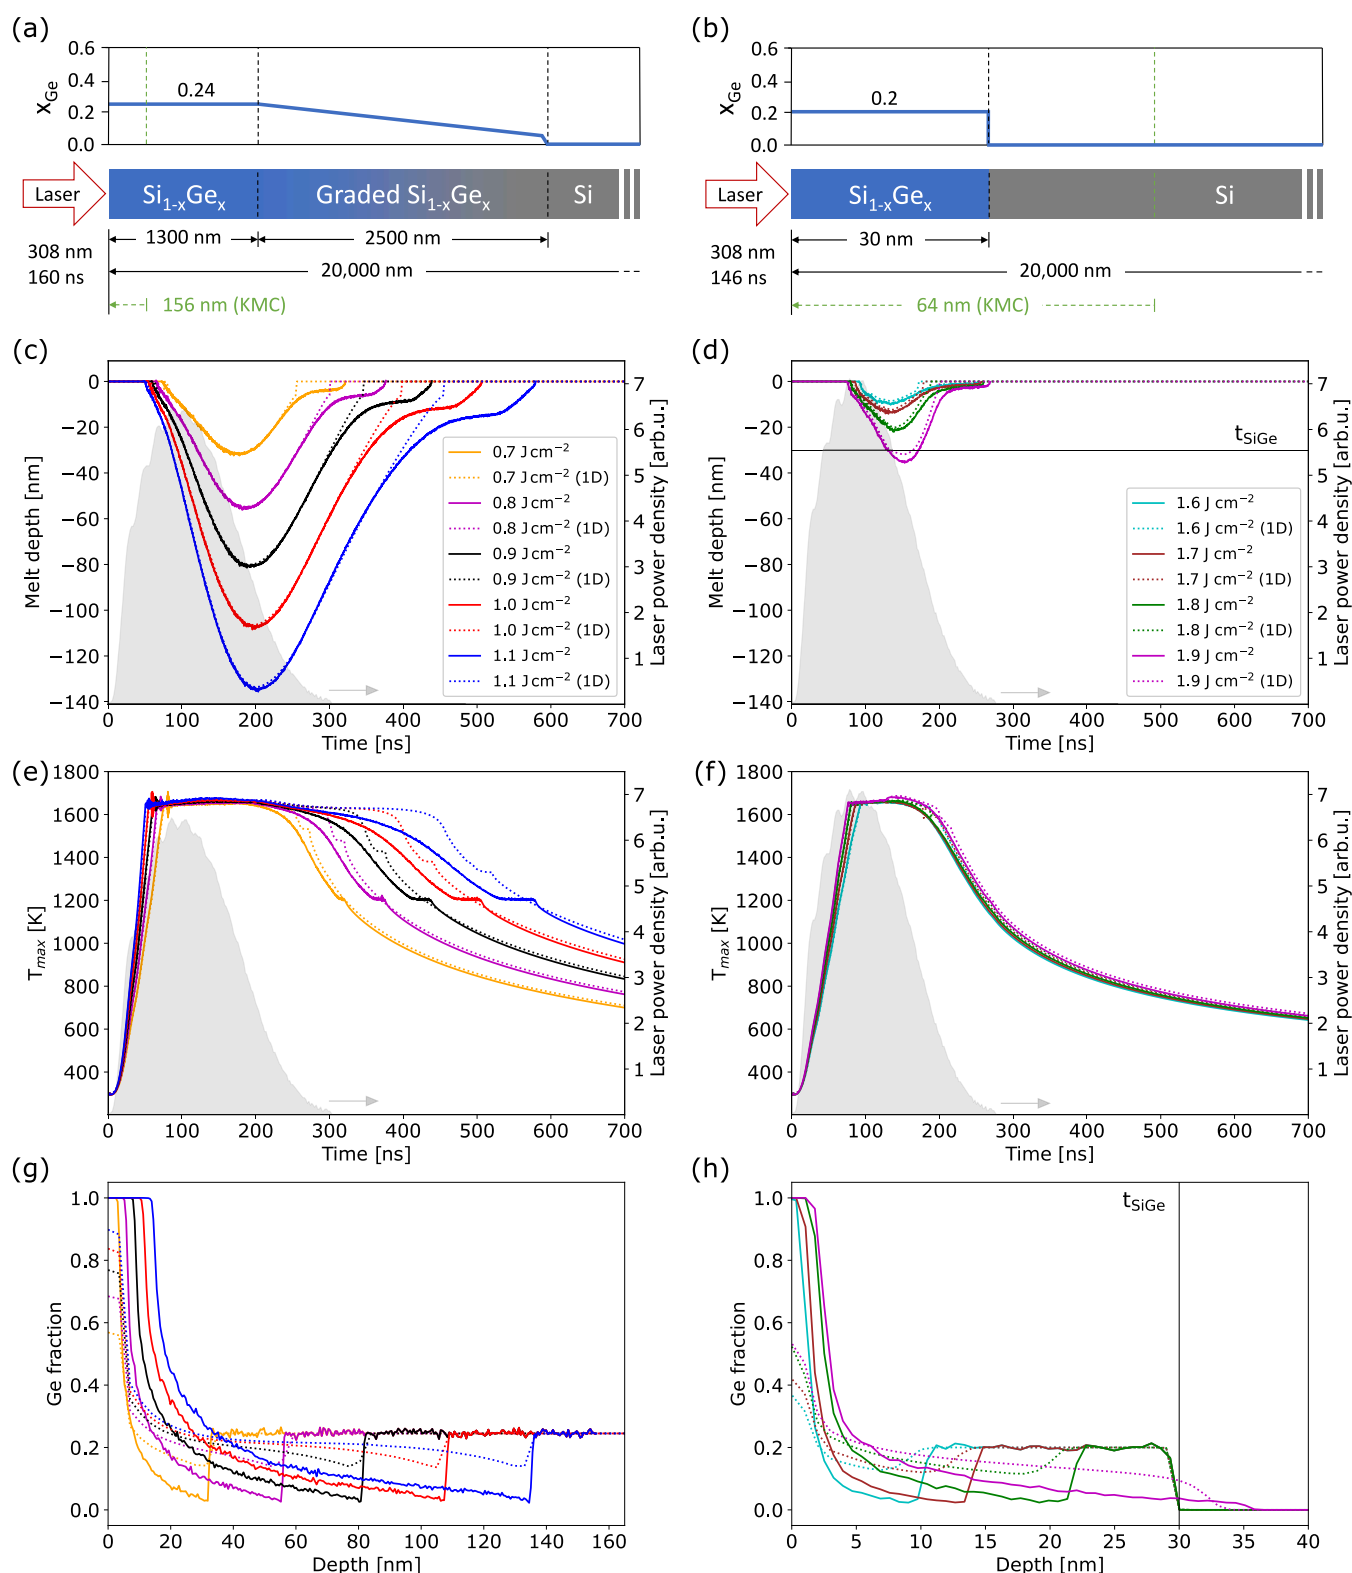 (a)
0.6
0.4
0.2
0.0
X_Ge
0.24
Laser
Si_{1-x}Ge_x
Graded Si_{1-x}Ge_x
Si
1300 nm
2500 nm
308 nm
160 ns
20,000 nm
156 nm (KMC)
(b)
0.6
0.4
0.2
0.0
X_Ge
0.2
Laser
Si_{1-x}Ge_x
Si
30 nm
308 nm
146 ns
20,000 nm
64 nm (KMC)
(c)
0
−20
−40
−60
−80
−100
−120
−140
Melt depth [nm]
7
6
5
4
3
2
1
Laser power density [arb.u.]
0.7 J cm⁻²
0.7 J cm⁻² (1D)
0.8 J cm⁻²
0.8 J cm⁻² (1D)
0.9 J cm⁻²
0.9 J cm⁻² (1D)
1.0 J cm⁻²
1.0 J cm⁻² (1D)
1.1 J cm⁻²
1.1 J cm⁻² (1D)
0 100 200 300 400 500 600 700
Time [ns]
(d)
0
−20
−40
−60
−80
−100
−120
−140
Melt depth [nm]
7
6
5
4
3
2
1
Laser power density [arb.u.]
t_SiGe
1.6 J cm⁻²
1.6 J cm⁻² (1D)
1.7 J cm⁻²
1.7 J cm⁻² (1D)
1.8 J cm⁻²
1.8 J cm⁻² (1D)
1.9 J cm⁻²
1.9 J cm⁻² (1D)
0 100 200 300 400 500 600 700
Time [ns]
(e)
1800
1600
1400
1200
1000
800
600
400
T_max [K]
7
6
5
4
3
2
1
Laser power density [arb.u.]
0 100 200 300 400 500 600 700
Time [ns]
(f)
1800
1600
1400
1200
1000
800
600
400
T_max [K]
7
6
5
4
3
2
1
Laser power density [arb.u.]
0 100 200 300 400 500 600 700
Time [ns]
(g)
1.0
0.8
0.6
0.4
0.2
0.0
Ge fraction
0 20 40 60 80 100 120 140 160
Depth [nm]
(h)
1.0
0.8
0.6
0.4
0.2
0.0
Ge fraction
t_SiGe
0 5 10 15 20 25 30 35 40
Depth [nm]